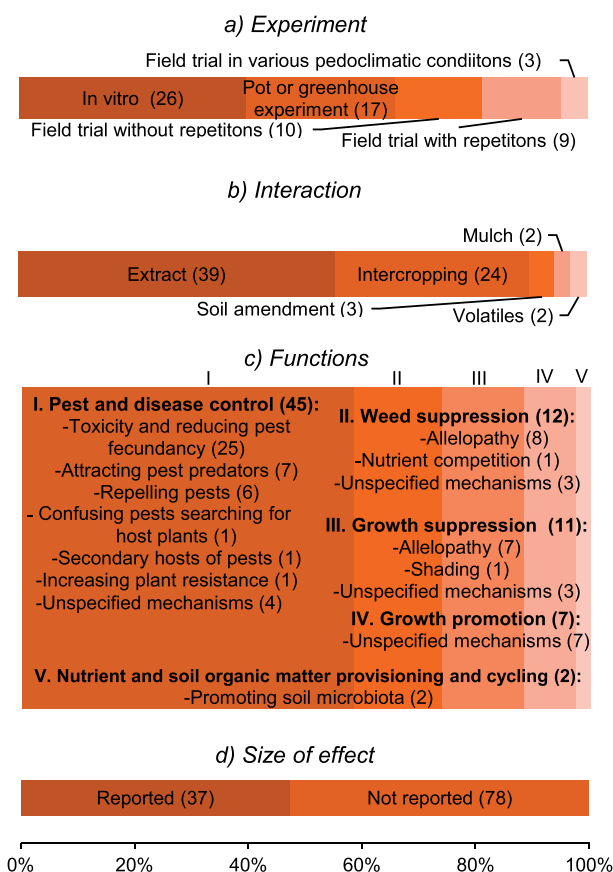 a) Experiment
Field trial in various pedoclimatic condiitons (3)
In vitro (26)
Pot or greenhouse
experiment (17)
Field trial without repetitons (10)
Field trial with repetitons (9)
b) Interaction
Mulch (2)
Extract (39)
Intercropping (24)
Soil amendment (3)
Volatiles (2)
c) Functions
I II III IV V
I. Pest and disease control (45):
-Toxicity and reducing pest
fecundancy (25)
-Attracting pest predators (7)
-Repelling pests (6)
- Confusing pests searching for
host plants (1)
-Secondary hosts of pests (1)
-Increasing plant resistance (1)
-Unspecified mechanisms (4)
II. Weed suppression (12):
-Allelopathy (8)
-Nutrient competition (1)
-Unspecified mechanisms (3)
III. Growth suppression (11):
-Allelopathy (7)
-Shading (1)
-Unspecified mechanisms (3)
IV. Growth promotion (7):
-Unspecified mechanisms (7)
V. Nutrient and soil organic matter provisioning and cycling (2):
-Promoting soil microbiota (2)
d) Size of effect
Reported (37)
Not reported (78)
0% 20% 40% 60% 80% 100%